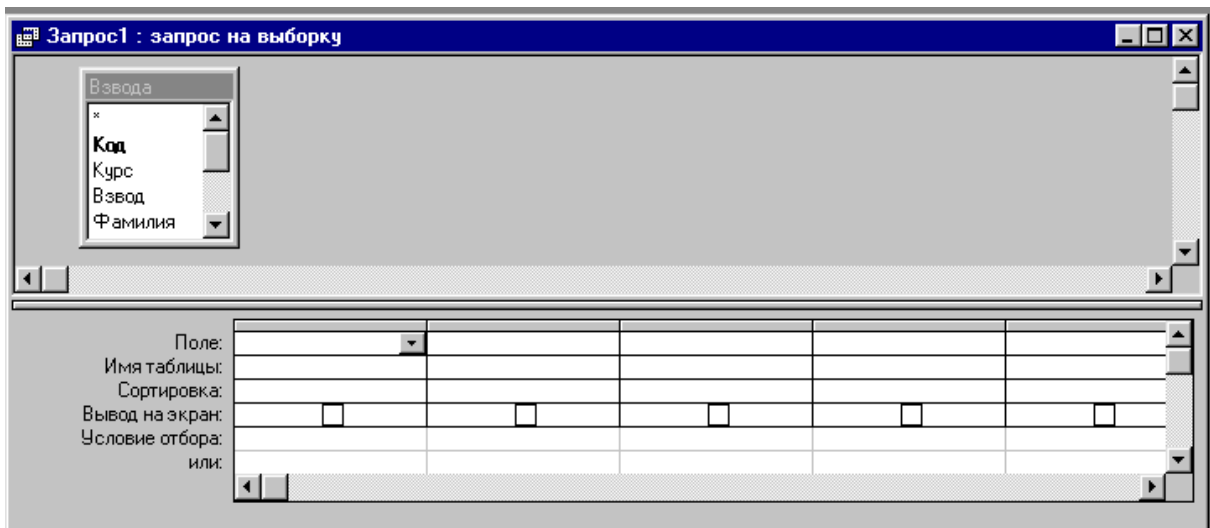 Запрос1 : запрос на выборку
Взвода
*
Код
Курс
Взвод
Фамилия
Поле:
Имя таблицы:
Сортировка:
Вывод на экран:
Условие отбора:
или: